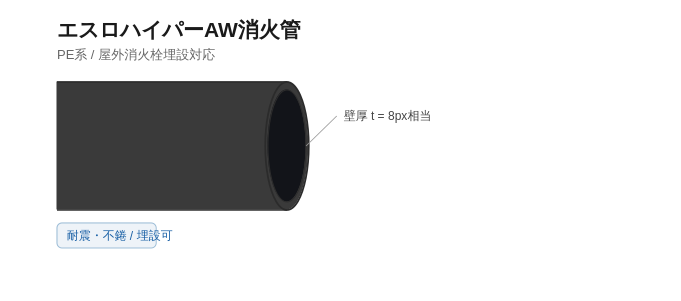 エスロハイパーAW消火管
PE系 / 屋外消火栓埋設対応
壁厚 t = 8px相当
耐震・不錆 / 埋設可